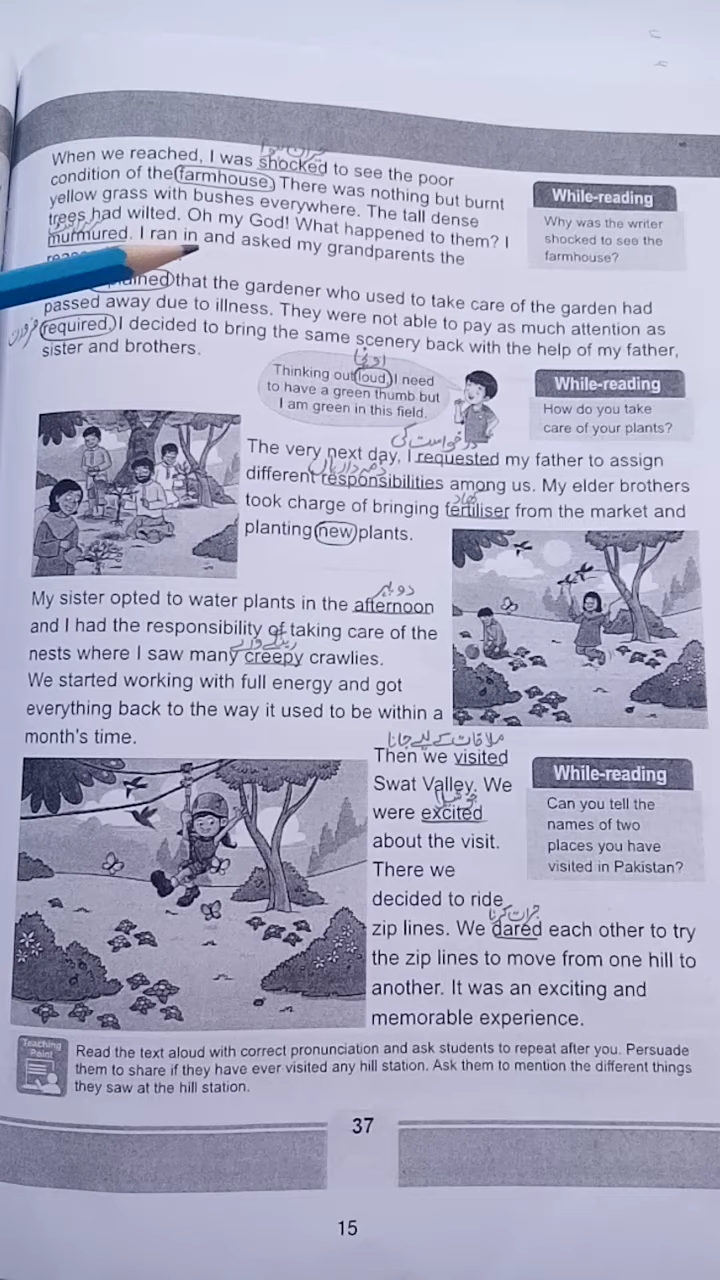 حیران ہوا
When we reached, I was shocked to see the poor
condition of the farmhouse. There was nothing but burnt
yellow grass with bushes everywhere. The tall dense
trees had wilted. Oh my God! What happened to them? I
murmured. I ran in and asked my grandparents the
that the gardener who used to take care of the garden had
passed away due to illness. They were not able to pay as much attention as
required. I decided to bring the same scenery back with the help of my father,
sister and brothers.
While-reading
Why was the writer
shocked to see the
farmhouse?
Thinking out loud, I need
to have a green thumb but
I am green in this field.
While-reading
How do you take
care of your plants?
درخواست کی
The very next day, I requested my father to assign
ذمہ داریاں
different responsibilities among us. My elder brothers
کھاد
took charge of bringing fertiliser from the market and
planting new plants.
دوپہر
My sister opted to water plants in the afternoon
and I had the responsibility of taking care of the
nests where I saw many creepy crawlies.
We started working with full energy and got
everything back to the way it used to be within a
month's time.
ملاقات کے لیے جانا
Then we visited
Swat Valley. We
were excited
about the visit.
There we
decided to ride
zip lines. We dared each other to try
the zip lines to move from one hill to
another. It was an exciting and
memorable experience.
While-reading
Can you tell the
names of two
places you have
visited in Pakistan?
Teaching
Point
Read the text aloud with correct pronunciation and ask students to repeat after you. Persuade
them to share if they have ever visited any hill station. Ask them to mention the different things
they saw at the hill station.
37
15